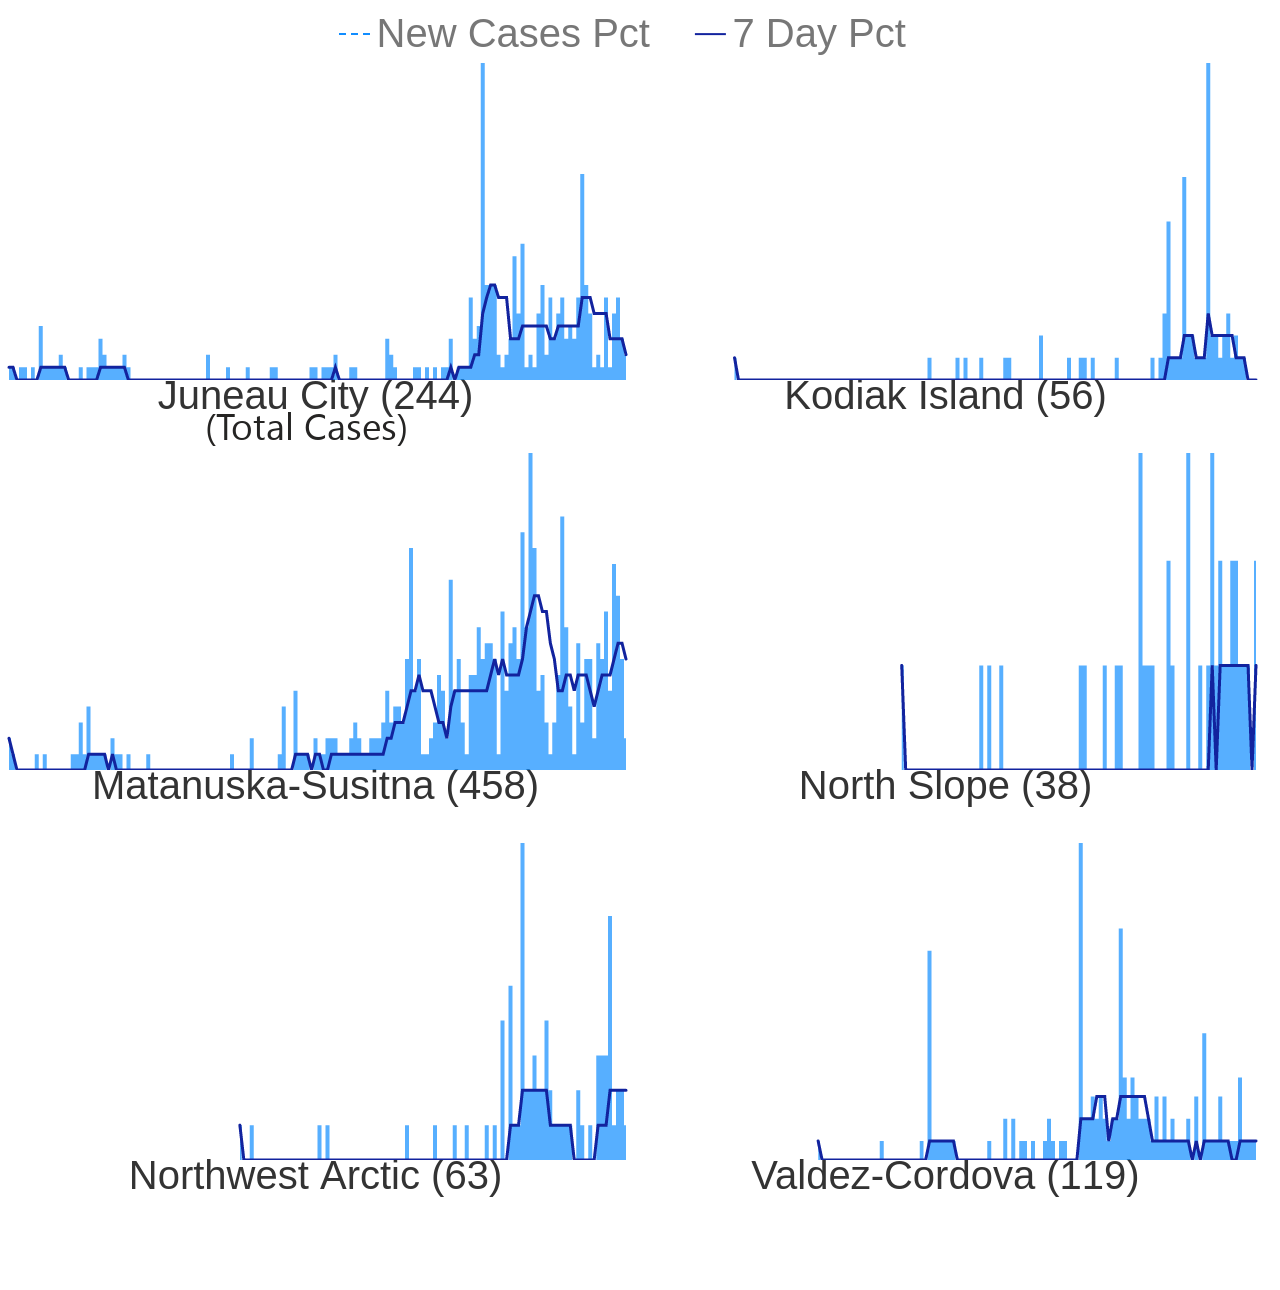 New Cases Pct 7 Day Pct
Juneau City (244)
(Total Cases)
Kodiak Island (56)
Matanuska-Susitna (458)
North Slope (38)
Northwest Arctic (63)
Valdez-Cordova (119)